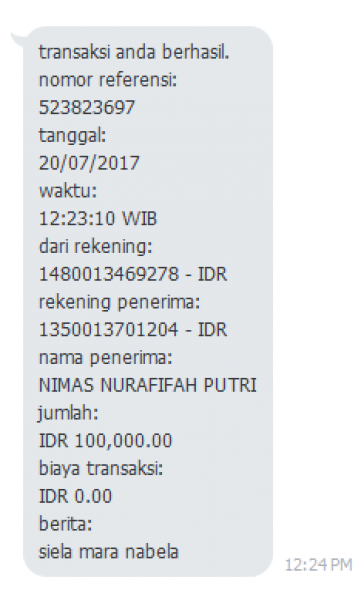 transaksi anda berhasil.
nomor referensi:
523823697
tanggal:
20/07/2017
waktu:
12:23:10 WIB
dari rekening:
1480013469278 - IDR
rekening penerima:
1350013701204 - IDR
nama penerima:
NIMAS NURAFIFAH PUTRI
jumlah:
IDR 100,000.00
biaya transaksi:
IDR 0.00
berita:
siela mara nabela
12:24 PM